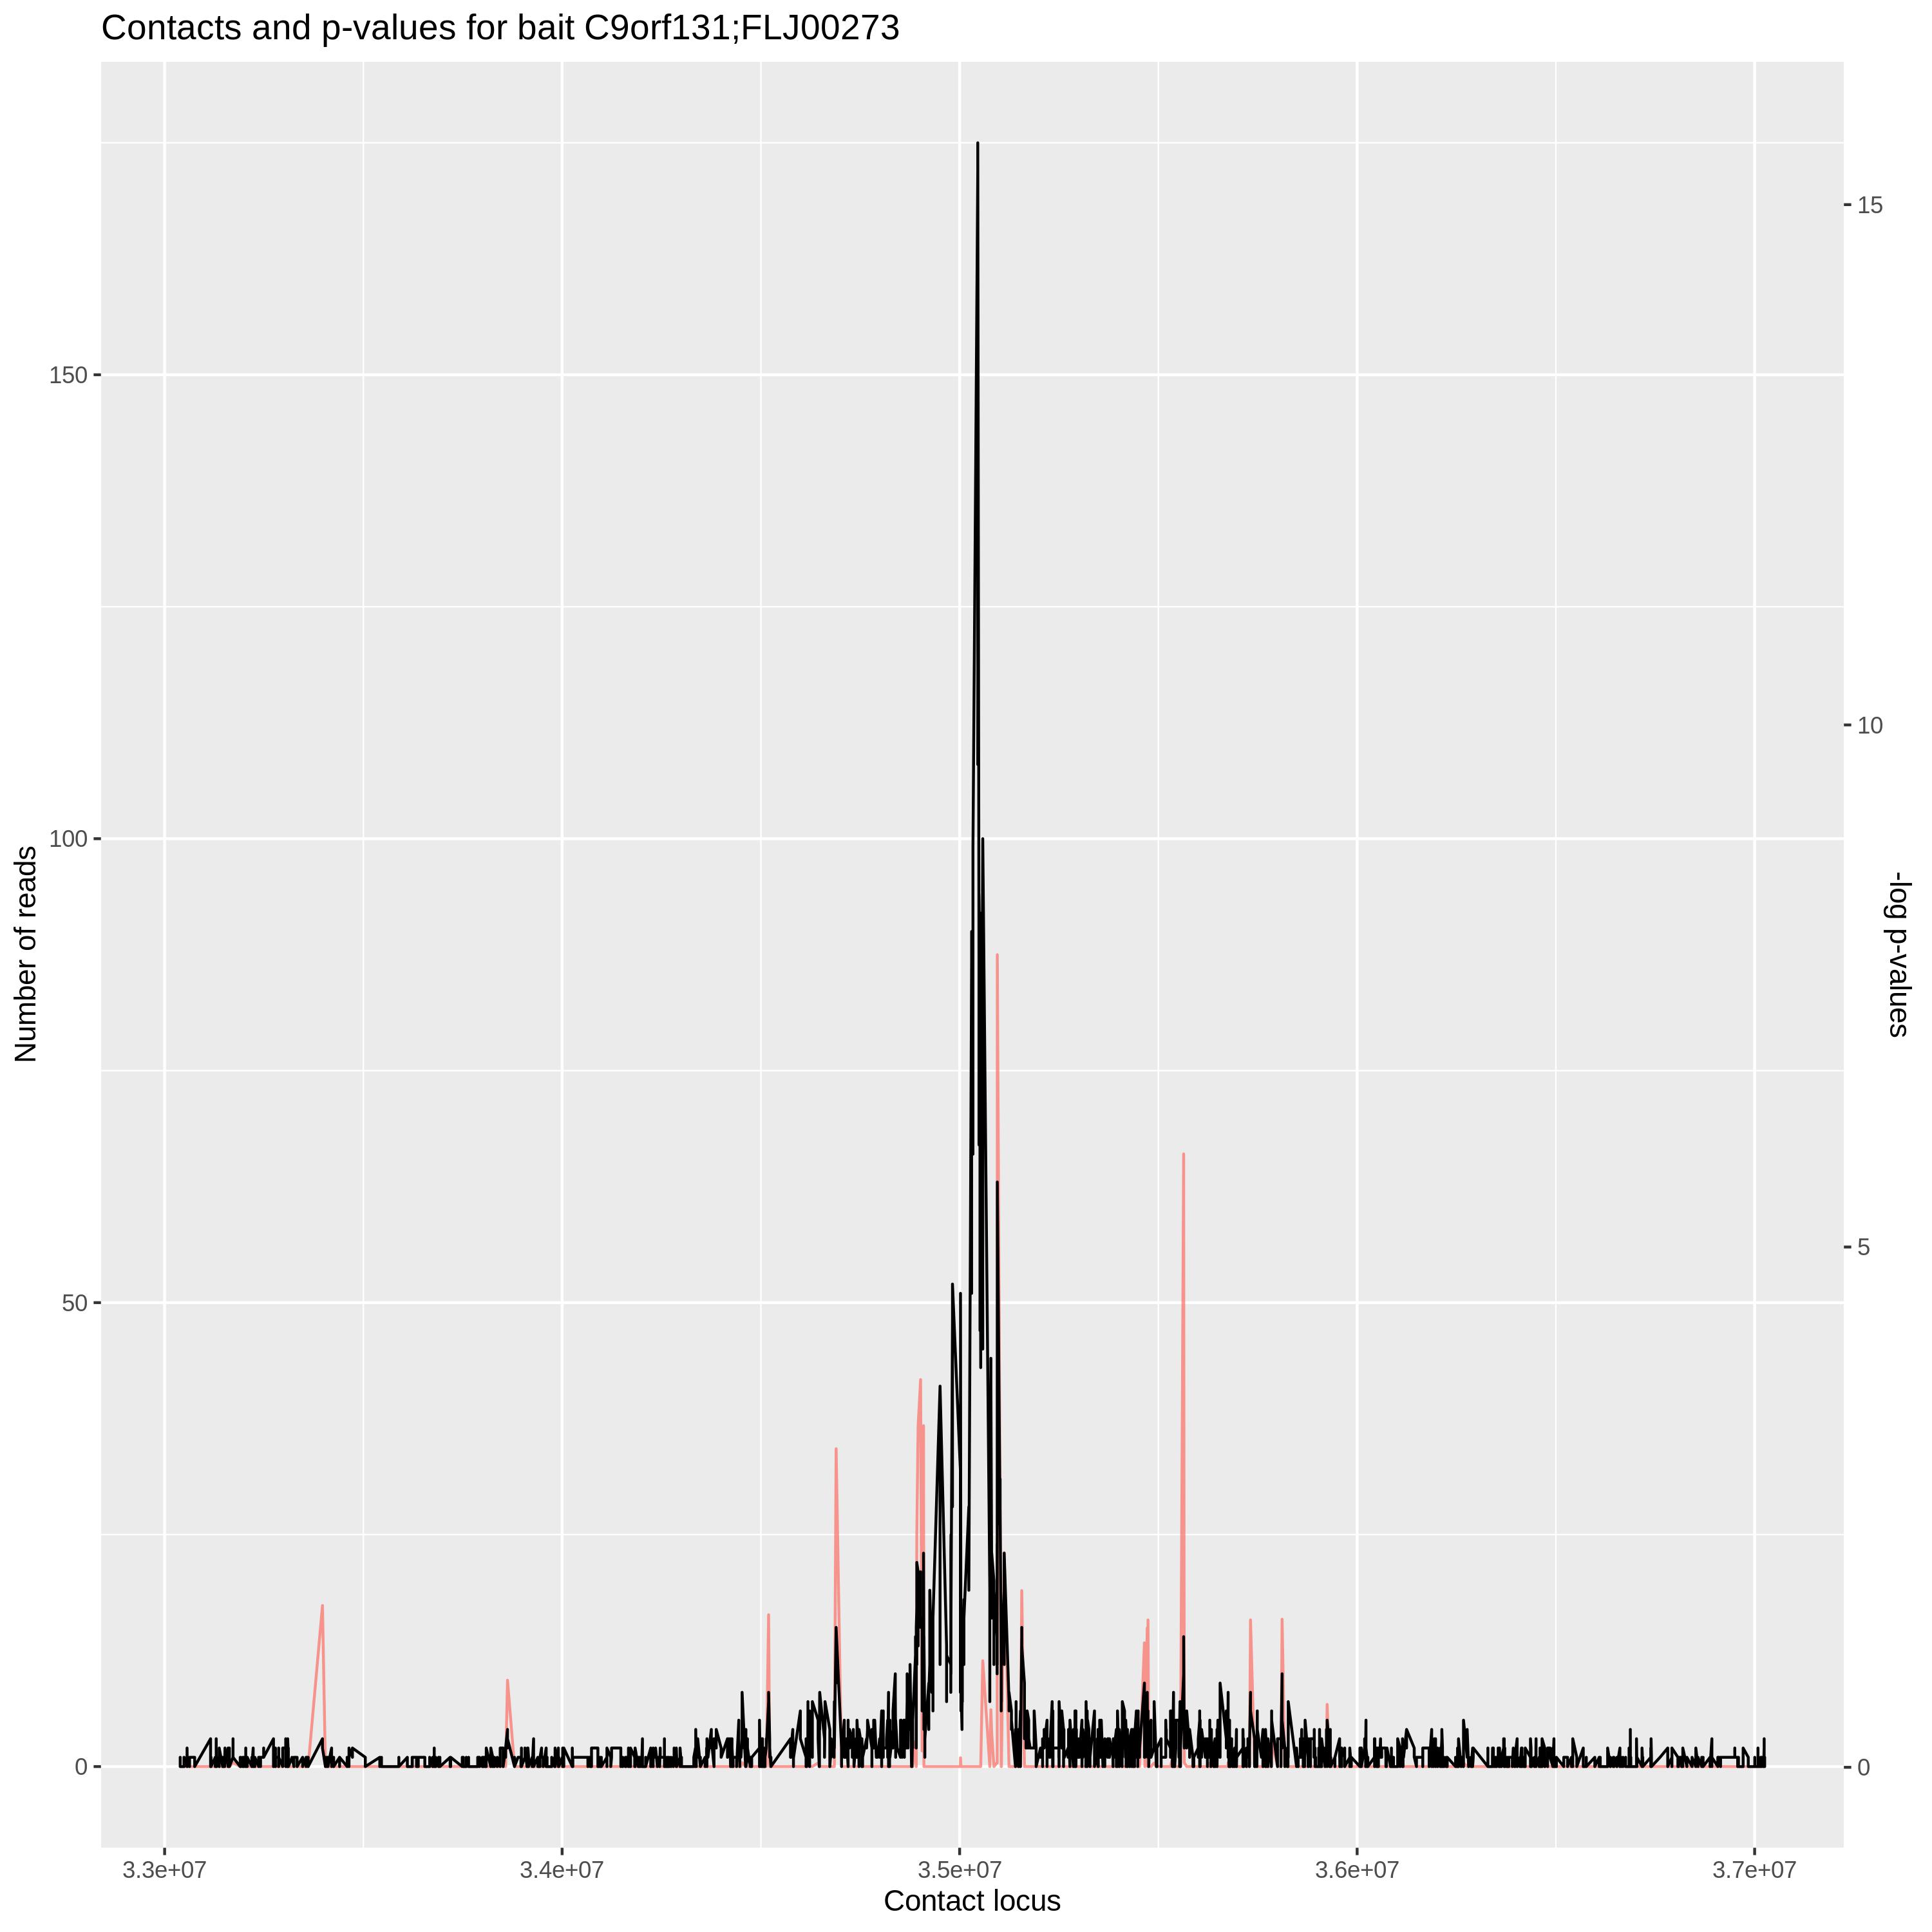 Contacts and p-values for bait C9orf131;FLJ00273
15
150
10
100
Number of reads
-log p-values
5
50
0
0
3.3e+07
3.4e+07
3.5e+07
3.6e+07
3.7e+07
Contact locus